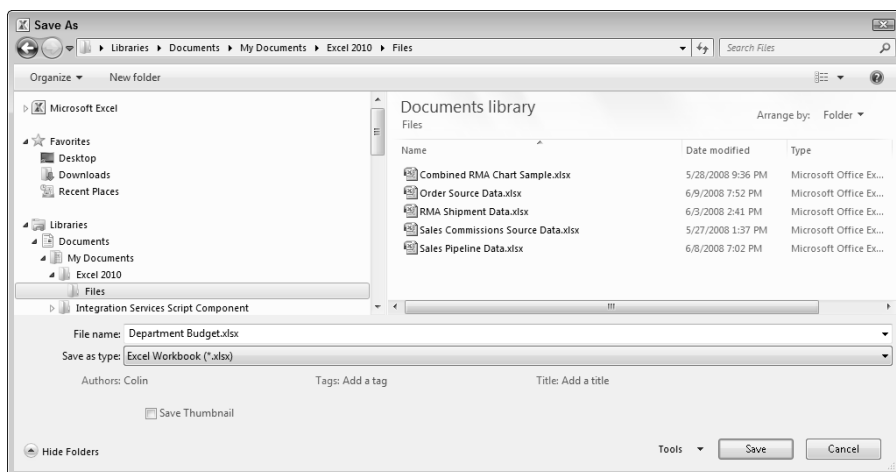 Save As
Libraries ▸ Documents ▸ My Documents ▸ Excel 2010 ▸ Files
Search Files
Organize
New folder
Microsoft Excel
Favorites
Desktop
Downloads
Recent Places
Libraries
Documents
My Documents
Excel 2010
Files
Integration Services Script Component
Documents library
Files
Arrange by: Folder
Name Date modified Type
Combined RMA Chart Sample.xlsx 5/28/2008 9:36 PM Microsoft Office Ex...
Order Source Data.xlsx 6/9/2008 7:52 PM Microsoft Office Ex...
RMA Shipment Data.xlsx 6/3/2008 2:41 PM Microsoft Office Ex...
Sales Commissions Source Data.xlsx 5/27/2008 1:37 PM Microsoft Office Ex...
Sales Pipeline Data.xlsx 6/8/2008 7:02 PM Microsoft Office Ex...
File name: Department Budget.xlsx
Save as type: Excel Workbook (*.xlsx)
Authors: Colin Tags: Add a tag Title: Add a title
Save Thumbnail
Hide Folders Tools Save Cancel